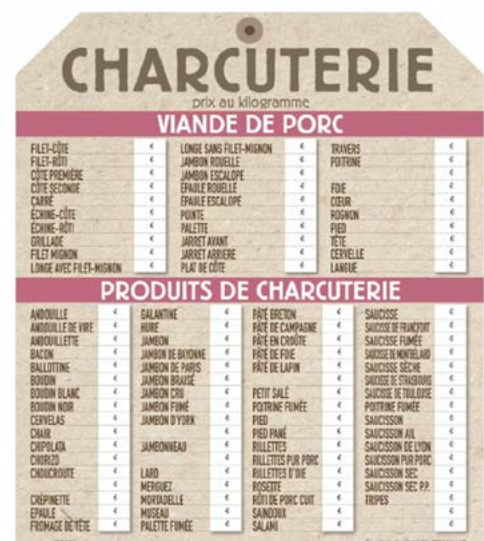 CHARCUTERIE
prix au kilogramme
VIANDE DE PORC
FILET-CÔTE €
FILET-RÔTI €
CÔTE PREMIÈRE €
CÔTE SECONDE €
CARRÉ €
ÉCHINE-CÔTE €
ÉCHINE-RÔTI €
GRILLADE €
FILET MIGNON €
LONGE AVEC FILET-MIGNON €
LONGE SANS FILET-MIGNON €
JAMBON ROUELLE €
JAMBON ESCALOPE €
ÉPAULE ROUELLE €
ÉPAULE ESCALOPE €
POINTE €
PALETTE €
JARRET AVANT €
JARRET ARRIERE €
PLAT DE CÔTE €
TRAVERS €
POITRINE €
€
FOIE €
CŒUR €
ROGNON €
PIED €
TÊTE €
CERVELLE €
LANGUE €
PRODUITS DE CHARCUTERIE
ANDOUILLE €
ANDOUILLE DE VIRE €
ANDOUILLETTE €
BACON €
BALLOTTINE €
BOUDIN €
BOUDIN BLANC €
BOUDIN NOIR €
CERVELAS €
CHAIR €
CHIPOLATA €
CHORIZO €
CHOUCROUTE €
€
CRÉPINETTE €
EPAULE €
FROMAGE DE TÊTE €
GALANTINE €
HURE €
JAMBON €
JAMBON DE BAYONNE €
JAMBON DE PARIS €
JAMBON BRAISÉ €
JAMBON CRU €
JAMBON FUMÉ €
JAMBON D'YORK €
€
JAMBONNEAU €
€
LARD €
MERGUEZ €
MORTADELLE €
MUSEAU €
PALETTE FUMÉE €
PÂTÉ BRETON €
PÂTÉ DE CAMPAGNE €
PÂTÉ EN CROÛTE €
PÂTÉ DE FOIE €
PÂTÉ DE LAPIN €
€
PETIT SALÉ €
POITRINE FUMÉE €
PIED €
PIED PANÉ €
RILLETTES €
RILLETTES PUR PORC €
RILLETTES D'OIE €
ROSETTE €
RÔTI DE PORC CUIT €
SAINDOUX €
SALAMI €
SAUCISSE €
SAUCISSE DE FRANCFORT €
SAUCISSE FUMÉE €
SAUCISSE DE MONTBÉLIARD €
SAUCISSE SÈCHE €
SAUCISSE DE STRASBOURG €
SAUCISSE DE TOULOUSE €
POITRINE FUMÉE €
SAUCISSON €
SAUCISSON AIL €
SAUCISSON DE LYON €
SAUCISSON PUR PORC €
SAUCISSON SEC €
SAUCISSON SEC P.P. €
TRIPES €